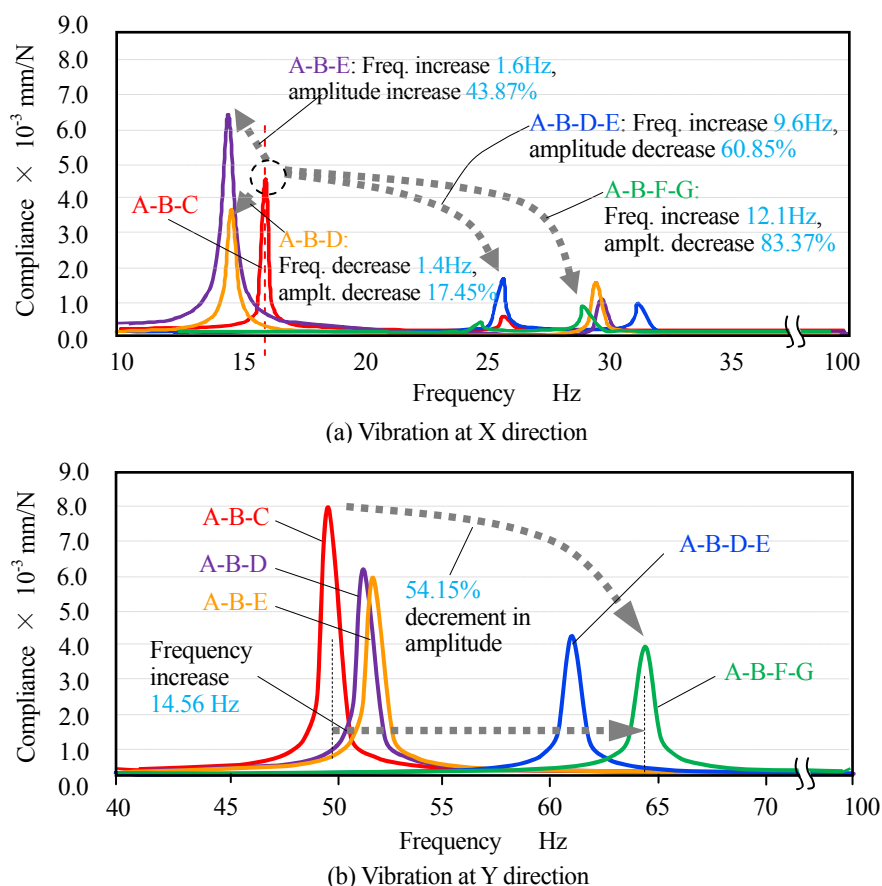 9.0
8.0
7.0
6.0
5.0
4.0
3.0
2.0
1.0
0.0
Compliance × 10⁻³ mm/N
A-B-E: Freq. increase 1.6Hz,
amplitude increase 43.87%
A-B-D-E: Freq. increase 9.6Hz,
amplitude decrease 60.85%
A-B-C
A-B-D:
Freq. decrease 1.4Hz,
amplt. decrease 17.45%
A-B-F-G:
Freq. increase 12.1Hz,
amplt. decrease 83.37%
10 15 20 25 30 35 100
Frequency Hz
(a) Vibration at X direction
9.0
8.0
7.0
6.0
5.0
4.0
3.0
2.0
1.0
0.0
Compliance × 10⁻³ mm/N
A-B-C
A-B-D
A-B-E
Frequency
increase
14.56 Hz
54.15%
decrement in
amplitude
A-B-D-E
A-B-F-G
40 45 50 55 60 65 70 100
Frequency Hz
(b) Vibration at Y direction